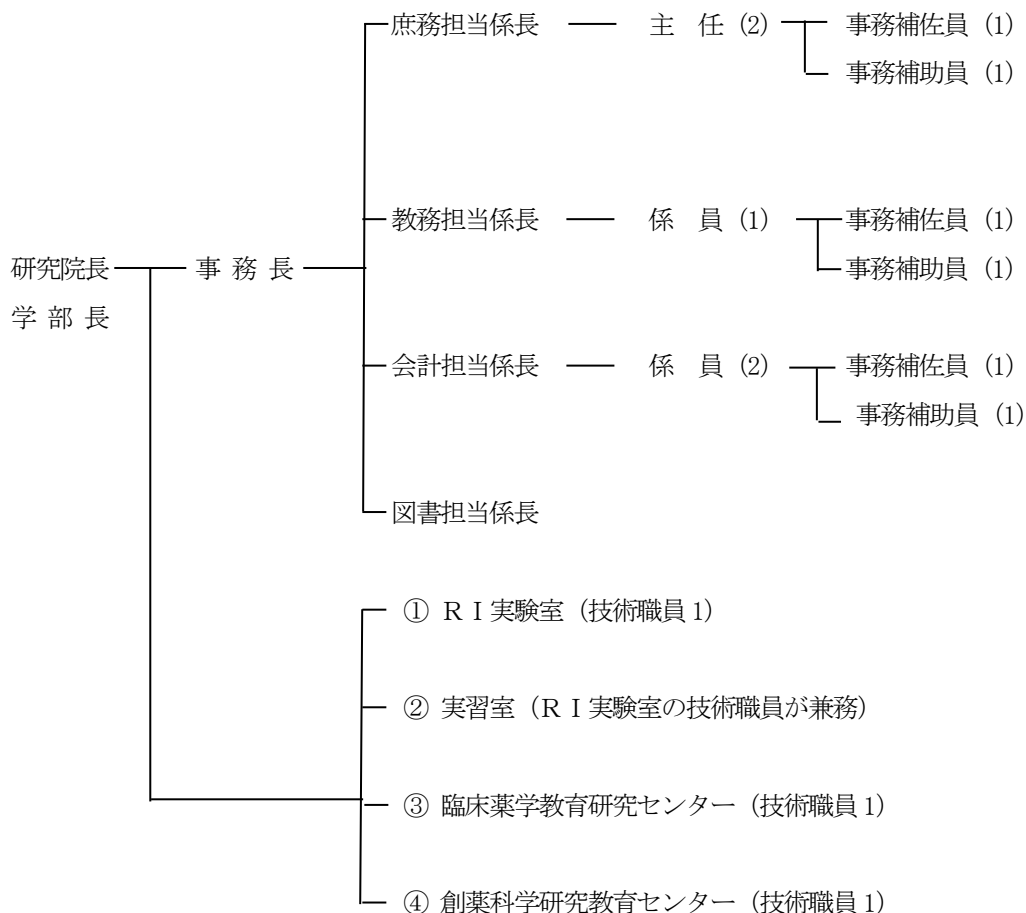 庶務担当係長 主 任 (2) 事務補佐員 (1)
事務補助員 (1)
教務担当係長 係 員 (1) 事務補佐員 (1)
研究院長 事 務 長 事務補助員 (1)
学 部 長
会計担当係長 係 員 (2) 事務補佐員 (1)
事務補助員 (1)
図書担当係長
① ＲＩ実験室（技術職員 1）
② 実習室（ＲＩ実験室の技術職員が兼務）
③ 臨床薬学教育研究センター（技術職員 1）
④ 創薬科学研究教育センター（技術職員 1）